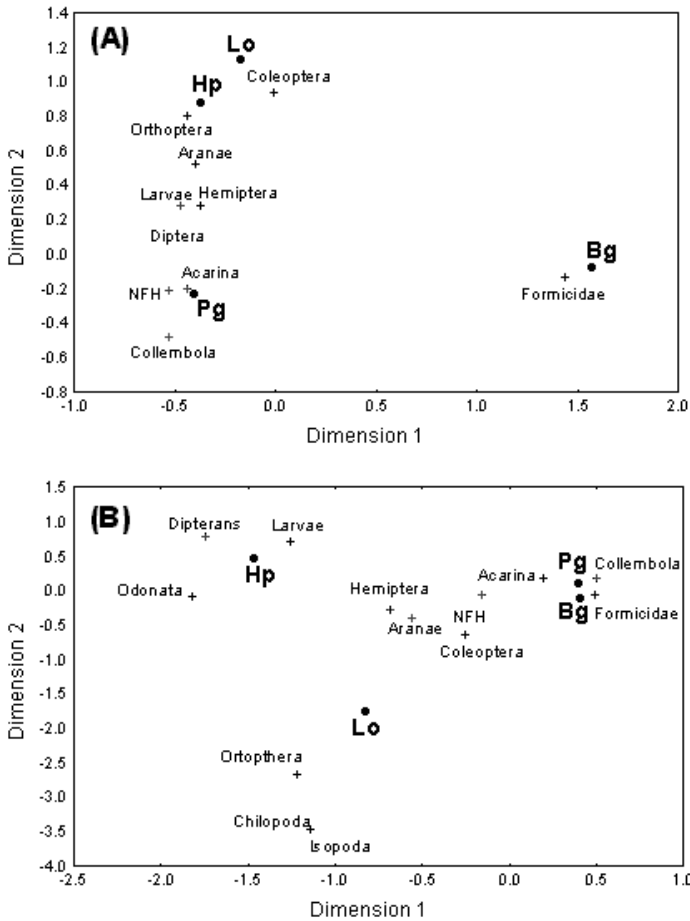 (A)
Lo
Coleoptera
Hp
Orthoptera
Aranae
Larvae
Hemiptera
Diptera
Acarina
NFH
Pg
Collembola
Bg
Formicidae
Dimension 2
1.4
1.2
1.0
0.8
0.6
0.4
0.2
0.0
-0.2
-0.4
-0.6
-0.8
-1.0
-0.5
0.0
0.5
1.0
1.5
2.0
Dimension 1
(B)
Dipterans
Larvae
Hp
Odonata
Hemiptera
Aranae
Acarina
NFH
Coleoptera
Pg
Collembola
Bg
Formicidae
Lo
Ortopthera
Chilopoda
Isopoda
Dimension 2
1.5
1.0
0.5
0.0
-0.5
-1.0
-1.5
-2.0
-2.5
-3.0
-3.5
-4.0
-2.5
-2.0
-1.5
-1.0
-0.5
0.0
0.5
1.0
Dimension 1